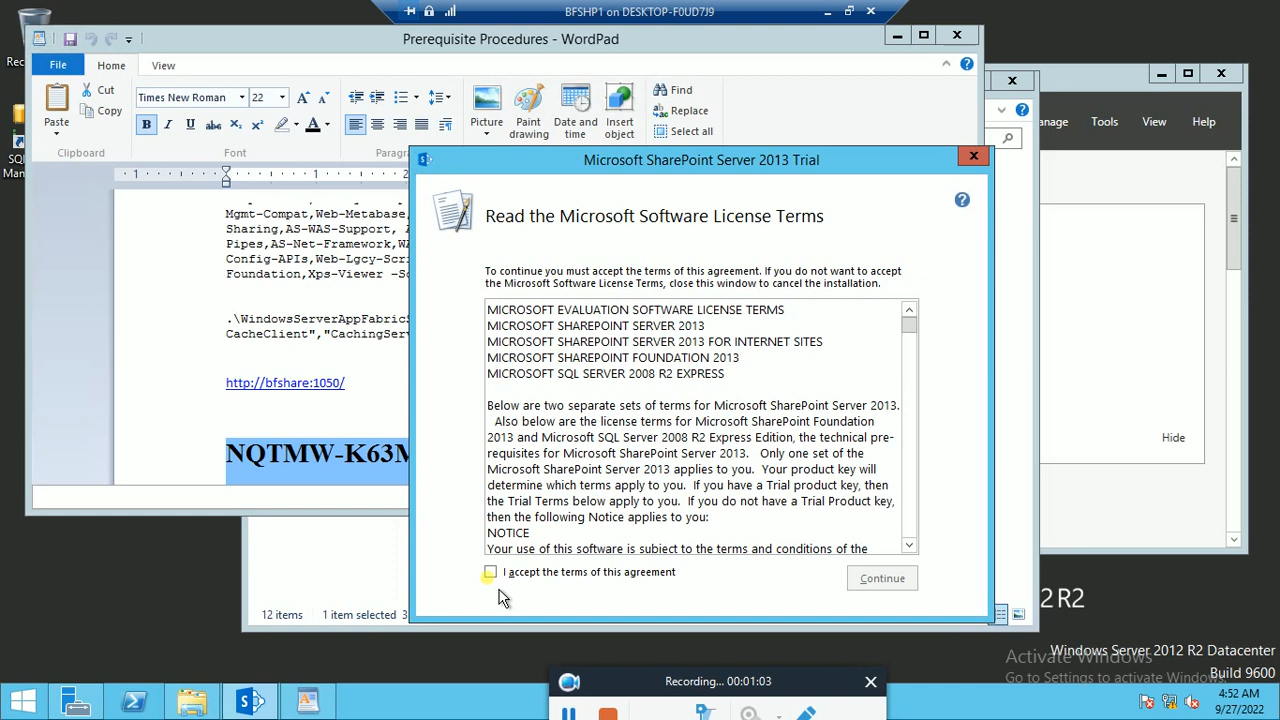 BFSHP1 on DESKTOP-F0UD7J9
Prerequisite Procedures - WordPad
File
Home
View
Paste
Cut
Copy
Clipboard
Times New Roman
22
Font
Picture
Paint drawing
Date and time
Insert object
Find
Replace
Select all
Manage
Tools
View
Help
Mgmt-Compat,Web-Metabase,
Sharing,AS-WAS-Support, A
Pipes,AS-Net-Framework,WA
Config-APIs,Web-Lgcy-Scri
Foundation,Xps-Viewer -So
.\WindowsServerAppFabricS
CacheClient","CachingServ
http://bfshare:1050/
NQTMW-K63M
Microsoft SharePoint Server 2013 Trial
Read the Microsoft Software License Terms
To continue you must accept the terms of this agreement. If you do not want to accept
the Microsoft Software License Terms, close this window to cancel the installation.
MICROSOFT EVALUATION SOFTWARE LICENSE TERMS
MICROSOFT SHAREPOINT SERVER 2013
MICROSOFT SHAREPOINT SERVER 2013 FOR INTERNET SITES
MICROSOFT SHAREPOINT FOUNDATION 2013
MICROSOFT SQL SERVER 2008 R2 EXPRESS
Below are two separate sets of terms for Microsoft SharePoint Server 2013.
Also below are the license terms for Microsoft SharePoint Foundation
2013 and Microsoft SQL Server 2008 R2 Express Edition, the technical pre-
requisites for Microsoft SharePoint Server 2013. Only one set of the
Microsoft SharePoint Server 2013 applies to you. Your product key will
determine which terms apply to you. If you have a Trial product key, then
the Trial Terms below apply to you. If you do not have a Trial Product key,
then the following Notice applies to you:
NOTICE
Your use of this software is subject to the terms and conditions of the
I accept the terms of this agreement
Continue
Hide
12 items
1 item selected
2 R2
Windows Server 2012 R2 Datacenter
Build 9600
Activate Windows
Go to Settings to activate Windows.
Recording... 00:01:03
4:52 AM
9/27/2022